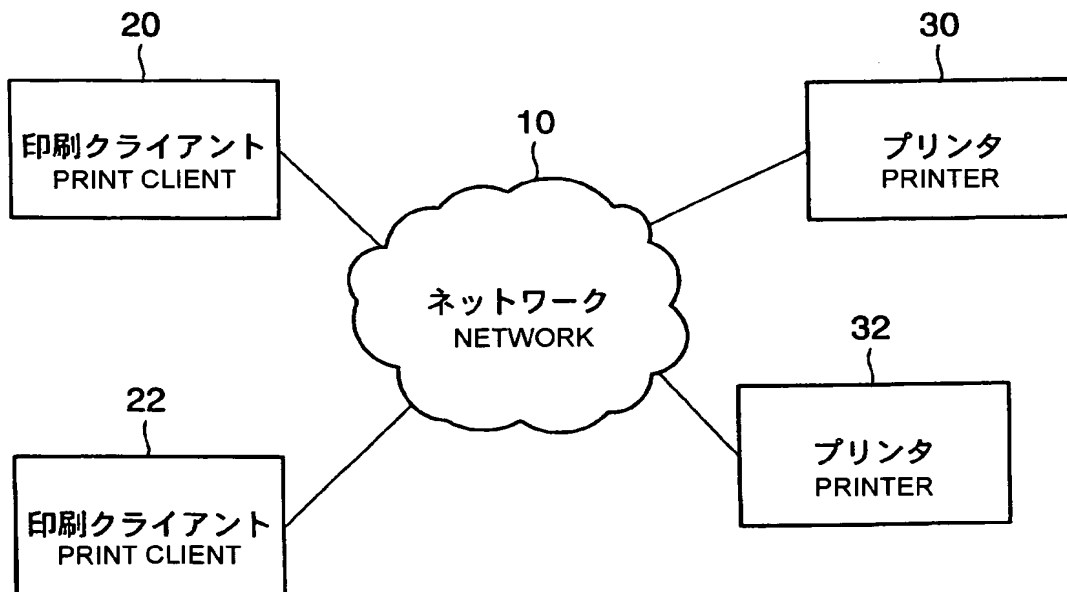 20
印刷クライアント
PRINT CLIENT
30
プリンタ
PRINTER
10
ネットワーク
NETWORK
22
印刷クライアント
PRINT CLIENT
32
プリンタ
PRINTER